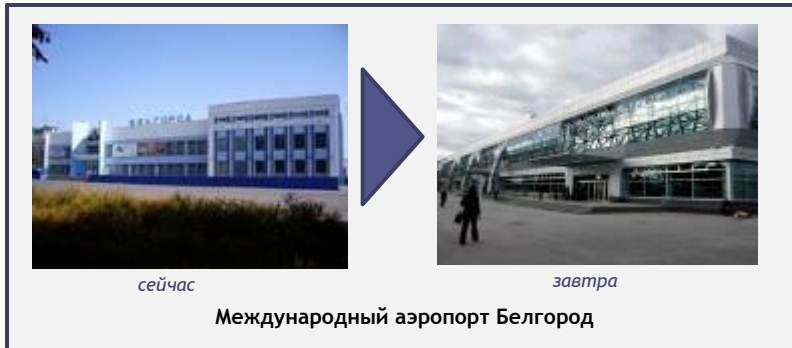 БЕЛГОРОД
сейчас
завтра
Международный аэропорт Белгород